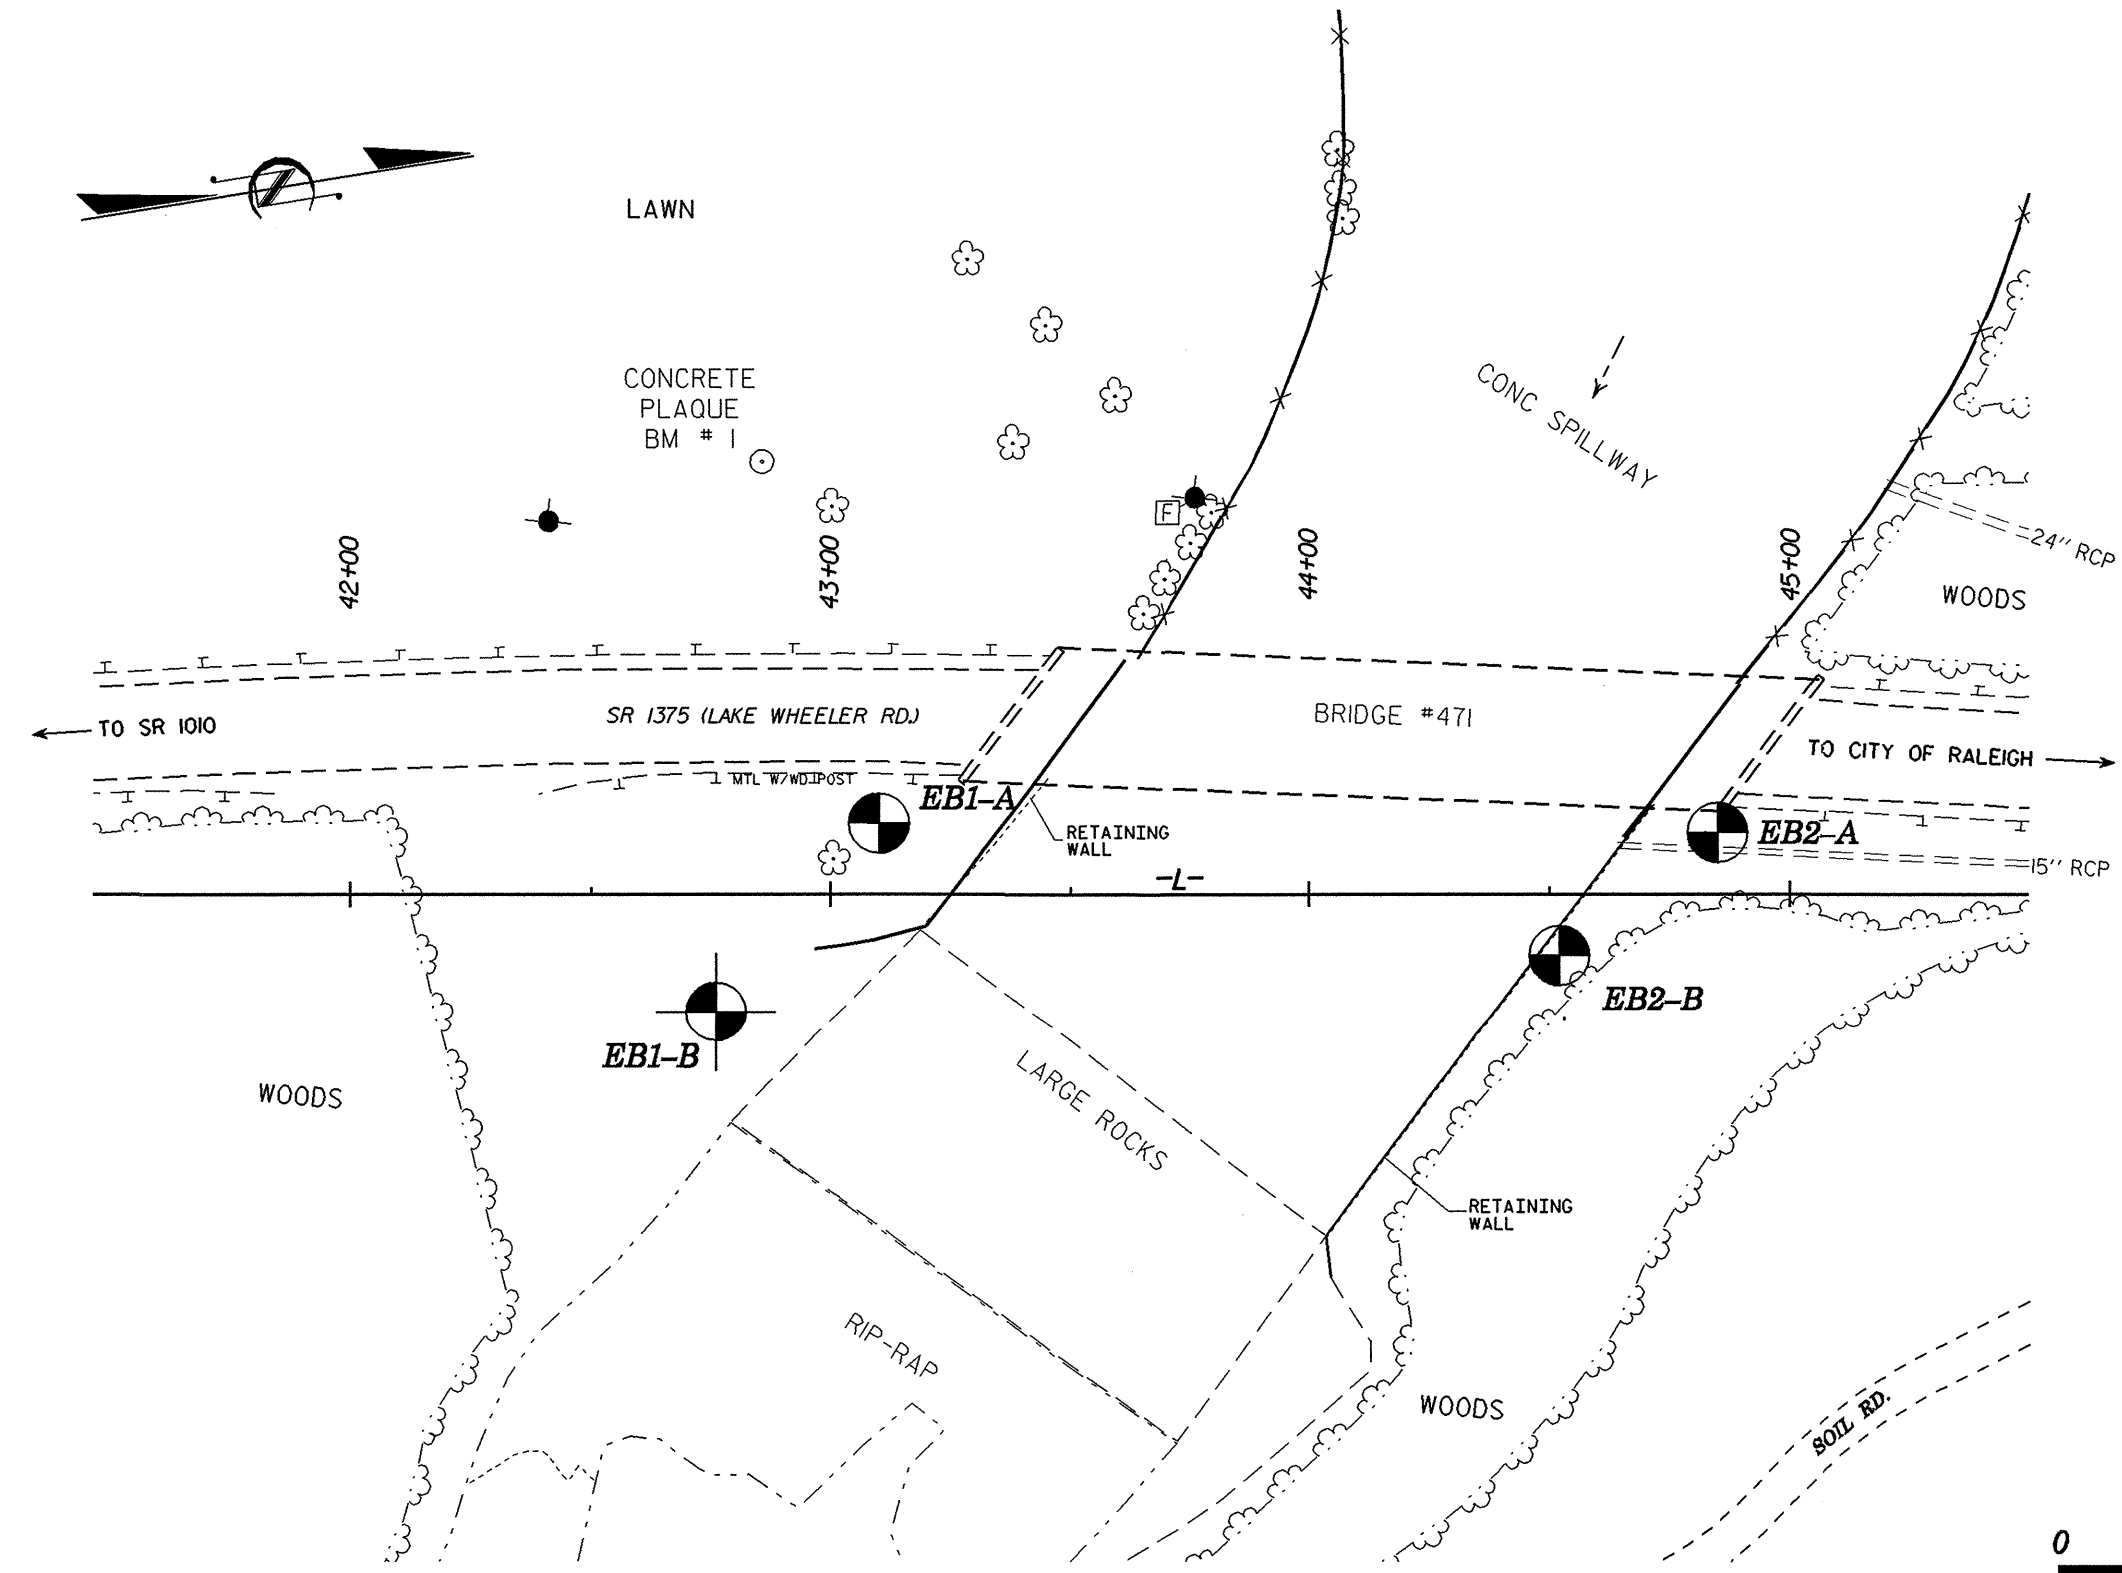 LAWN
CONCRETE
PLAQUE
BM # 1
CONC SPILLWAY
F
24" RCP
WOODS
42+00
43+00
44+00
45+00
TO SR 1010
SR 1375 (LAKE WHEELER RD.)
BRIDGE #471
TO CITY OF RALEIGH
MTL W/WD POST
EB1-A
RETAINING
WALL
EB2-A
15" RCP
-L-
EB1-B
EB2-B
WOODS
LARGE ROCKS
RETAINING
WALL
RIP-RAP
WOODS
SOIL RD.
0